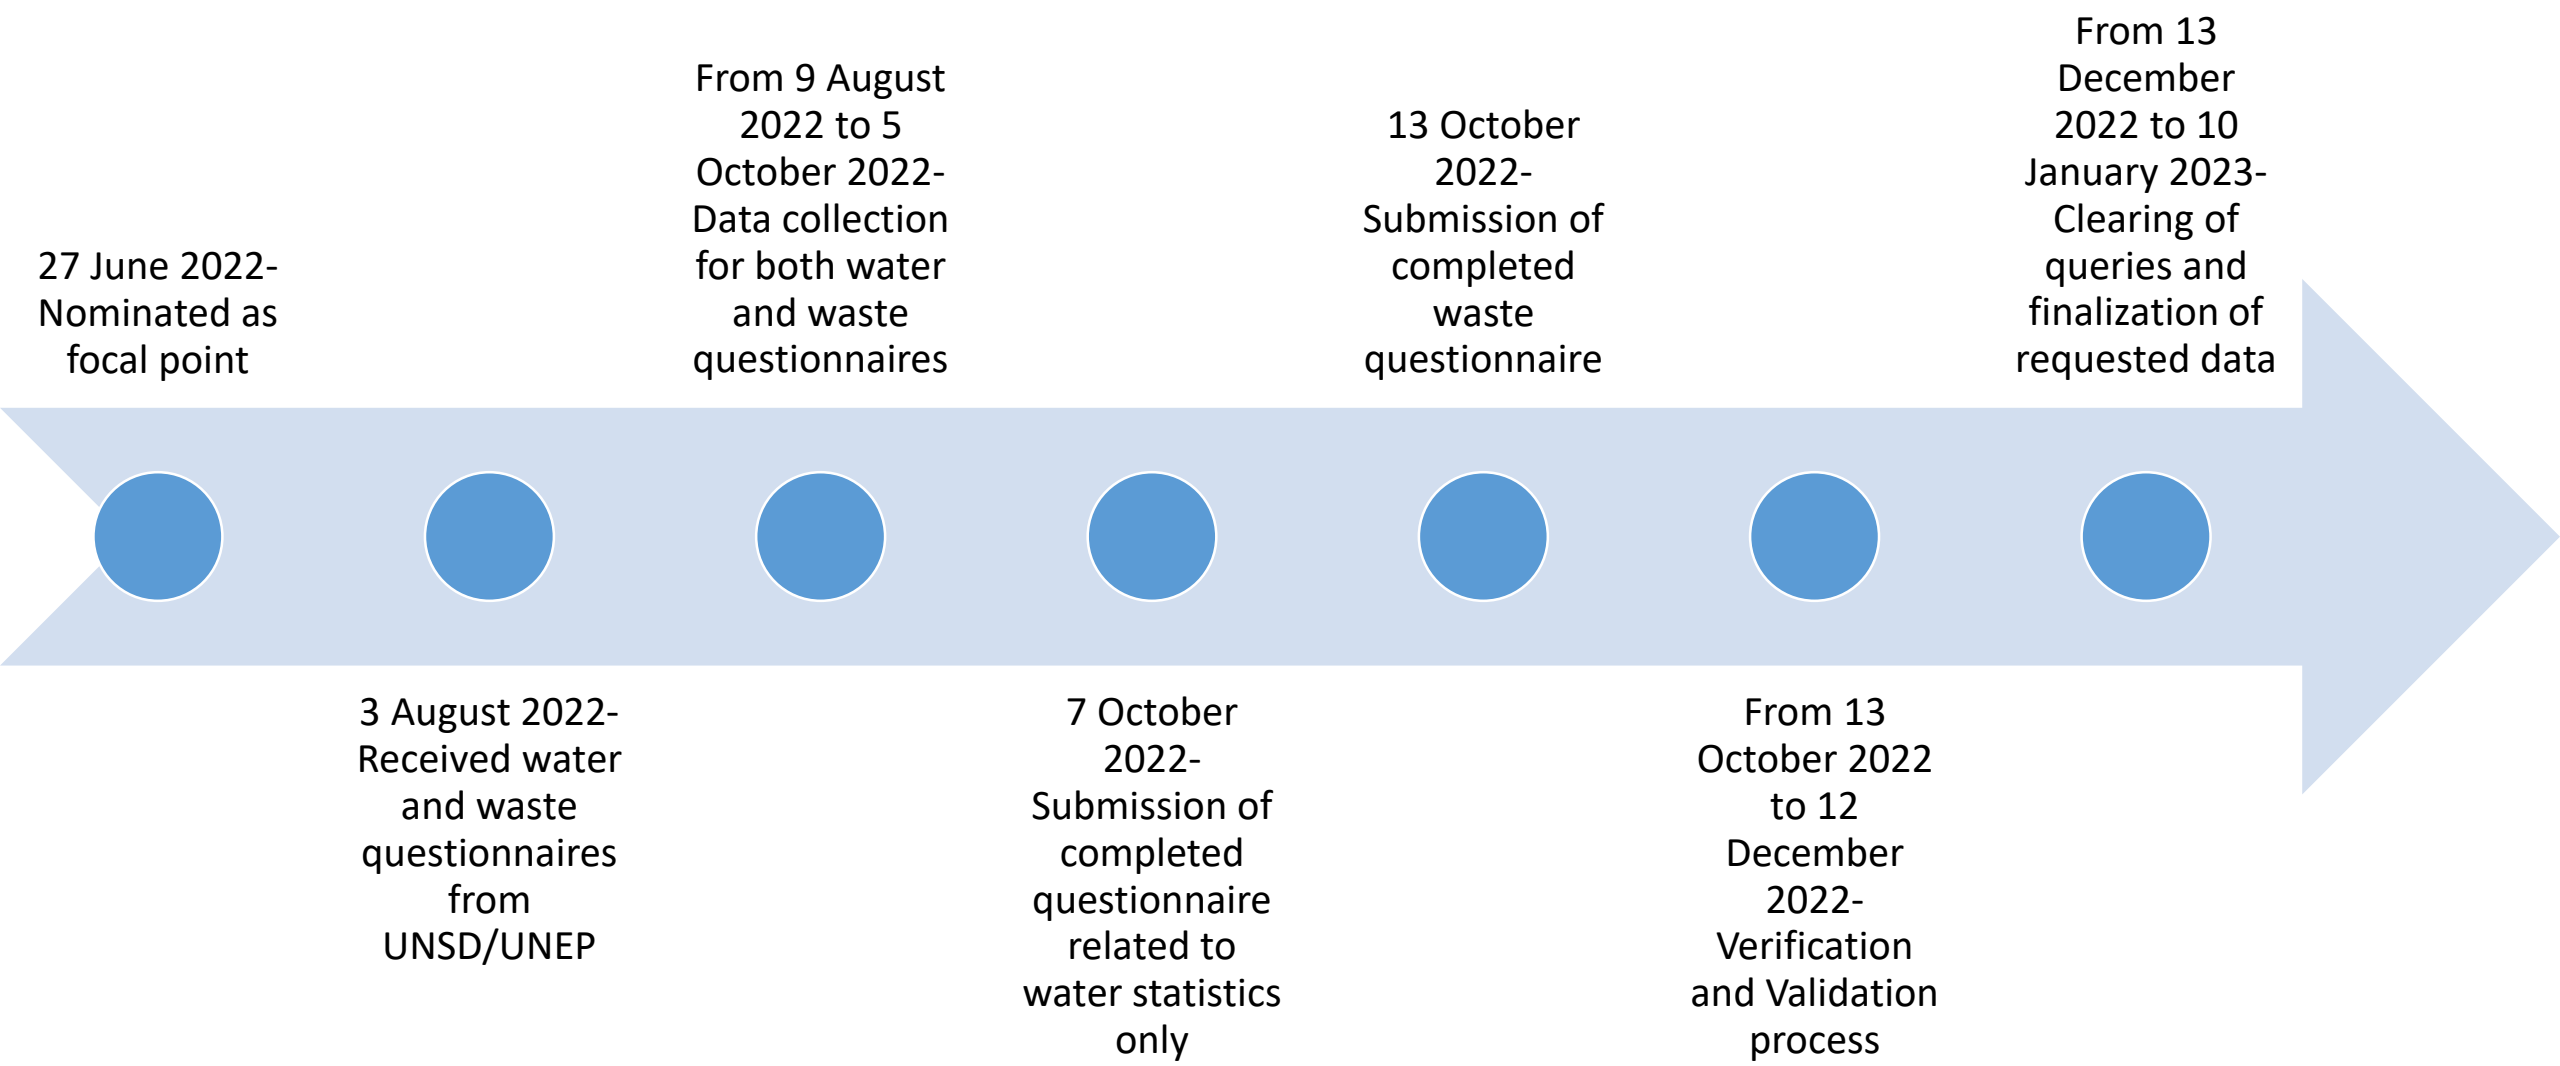 27 June 2022-
Nominated as
focal point
3 August 2022-
Received water
and waste
questionnaires
from
UNSD/UNEP
From 9 August
2022 to 5
October 2022-
Data collection
for both water
and waste
questionnaires
7 October
2022-
Submission of
completed
questionnaire
related to
water statistics
only
13 October
2022-
Submission of
completed
waste
questionnaire
From 13
October 2022
to 12
December
2022-
Verification
and Validation
process
From 13
December
2022 to 10
January 2023-
Clearing of
queries and
finalization of
requested data